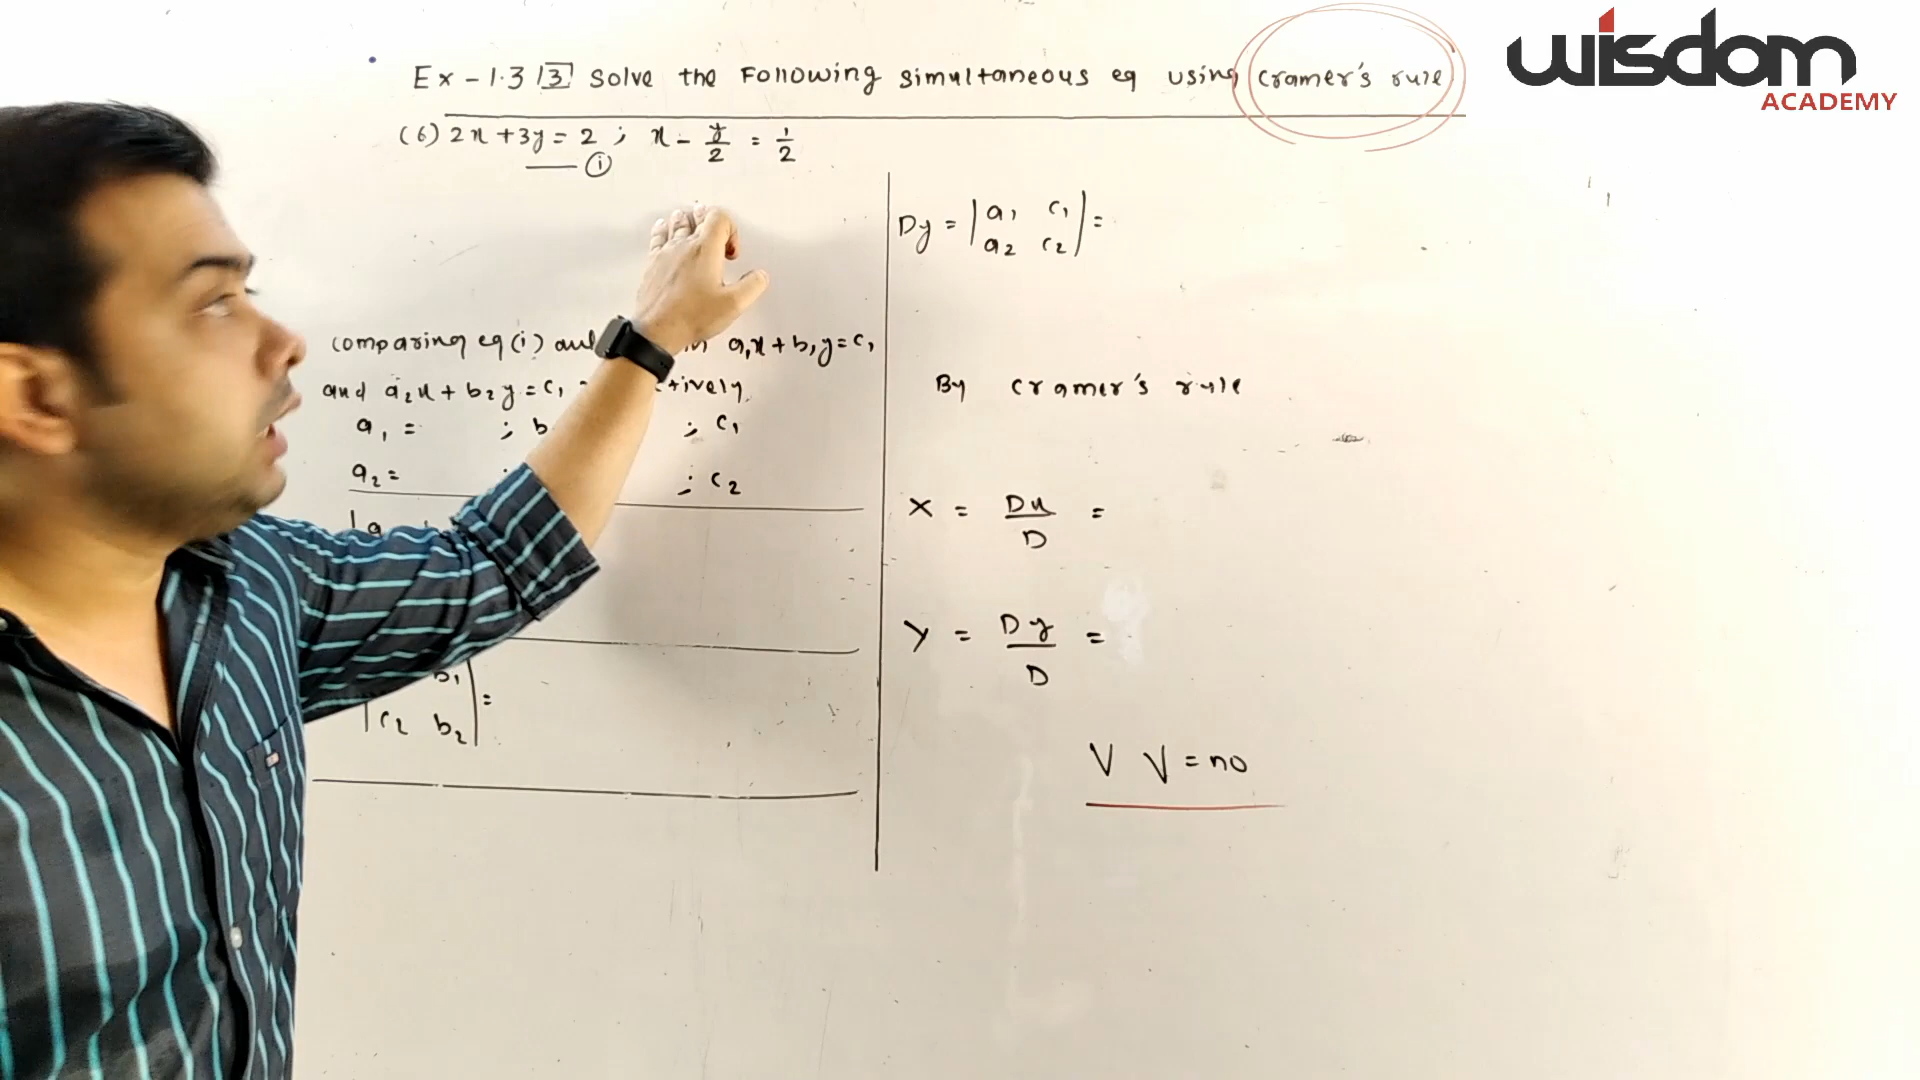 Ex - 1.3 | 3 Solve the Following simultaneous eq using cramer's rule
wisdom
ACADEMY
(6) 2x + 3y = 2 ; x - y/2 = 1/2
(i)
comparing eq (i) a1x + b1y = c1
and a2x + b2y = c1
a1 = ; b ; c1
a2 = ; c2
b1
c2 b2 =
Dy = | a1 c1 | =
a2 c2
By cramer's rule
X = Dx/D =
Y = Dy/D =
V V = no